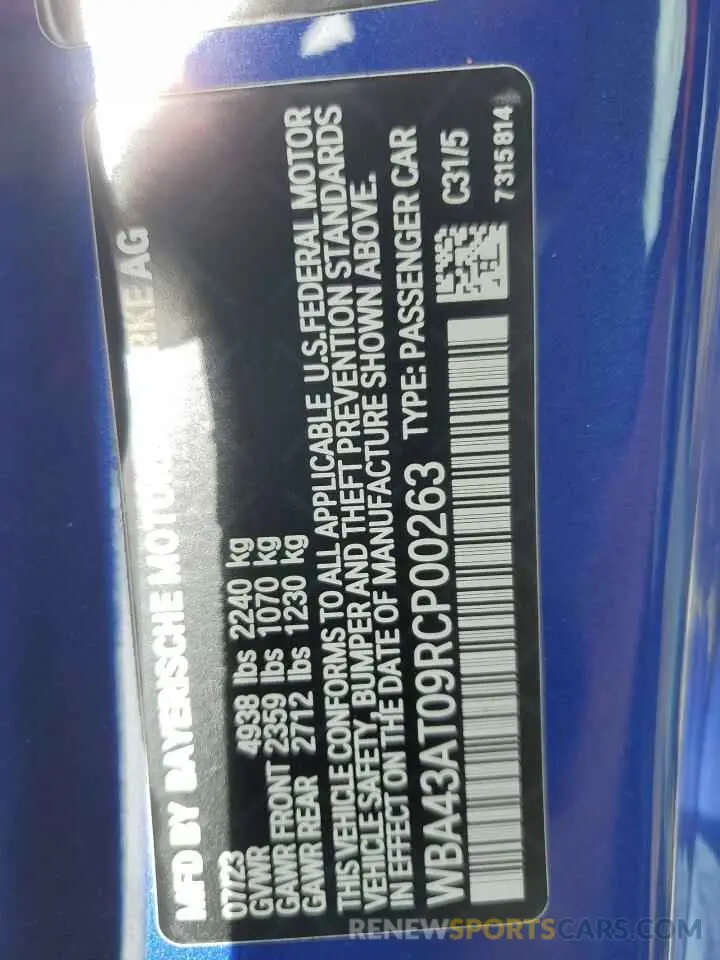 MFD BY BAYERISCHE MOTOREN WERKE AG
07/23
GVWR 4938 lbs 2240 kg
GAWR FRONT 2359 lbs 1070 kg
GAWR REAR 2712 lbs 1230 kg
THIS VEHICLE CONFORMS TO ALL APPLICABLE U.S.FEDERAL MOTOR
VEHICLE SAFETY, BUMPER AND THEFT PREVENTION STANDARDS
IN EFFECT ON THE DATE OF MANUFACTURE SHOWN ABOVE.
WBA43AT09RCP00263 TYPE: PASSENGER CAR
C31/5
7315814
RENEWSPORTSCARS.COM